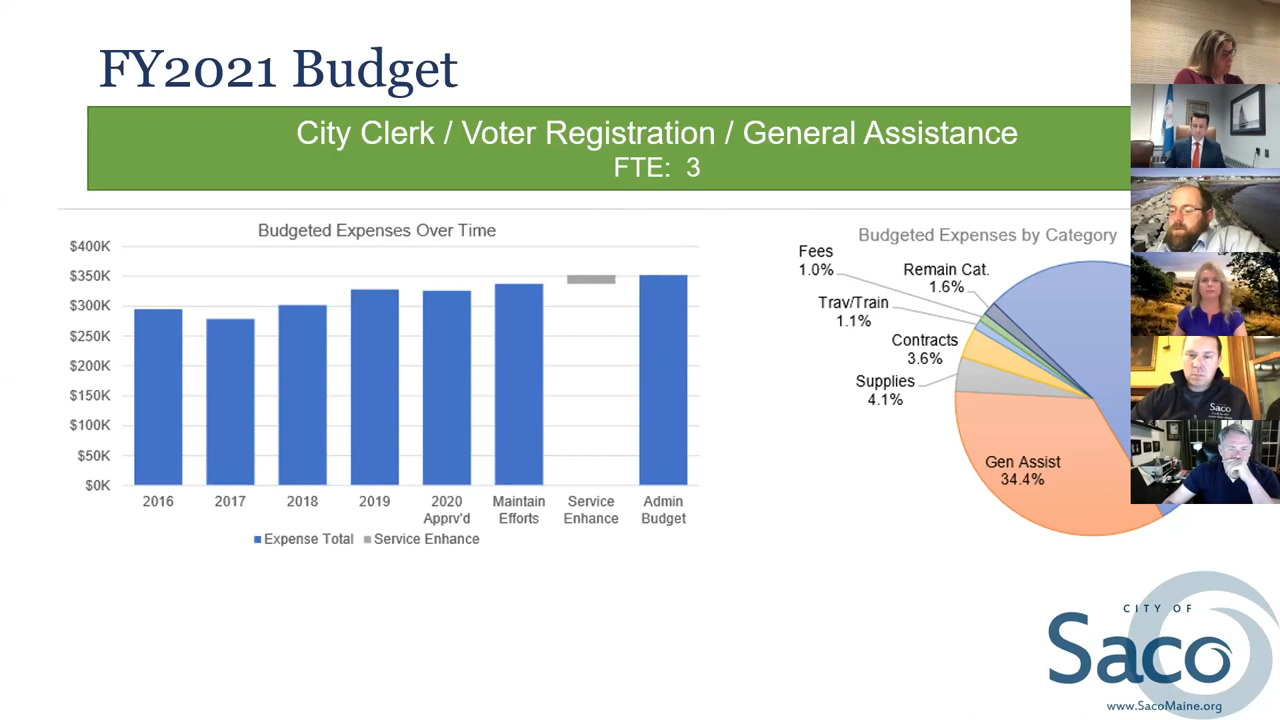 FY2021 Budget
City Clerk / Voter Registration / General Assistance
FTE: 3
Budgeted Expenses Over Time
$400K
$350K
$300K
$250K
$200K
$150K
$100K
$50K
$0K
2016
2017
2018
2019
2020
Apprv'd
Maintain
Efforts
Service
Enhance
Admin
Budget
Expense Total
Service Enhance
Budgeted Expenses by Category
Fees
1.0%
Remain Cat.
1.6%
Trav/Train
1.1%
Contracts
3.6%
Supplies
4.1%
Gen Assist
34.4%
Saco
CITY OF
Saco
www.SacoMaine.org